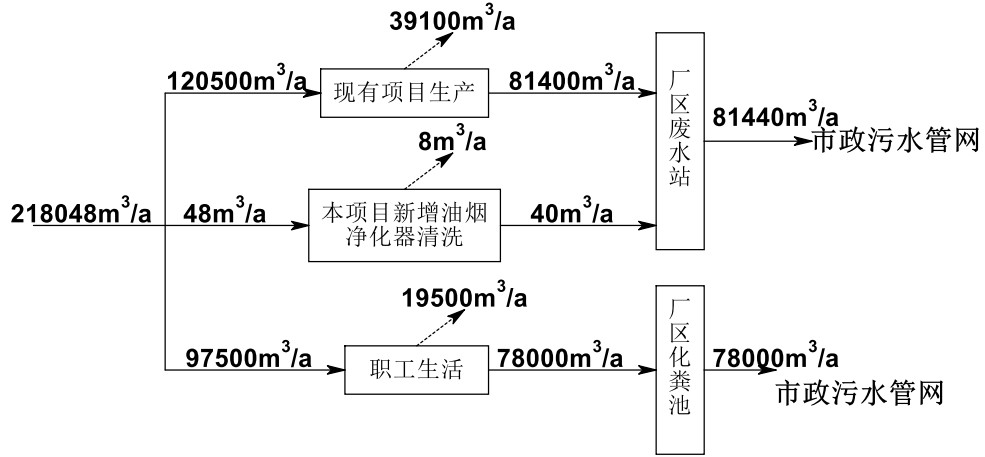 39100m³/a
120500m³/a
现有项目生产
81400m³/a
厂区废水站
81440m³/a
市政污水管网
8m³/a
218048m³/a
48m³/a
本项目新增油烟
净化器清洗
40m³/a
19500m³/a
97500m³/a
职工生活
78000m³/a
厂区化粪池
78000m³/a
市政污水管网